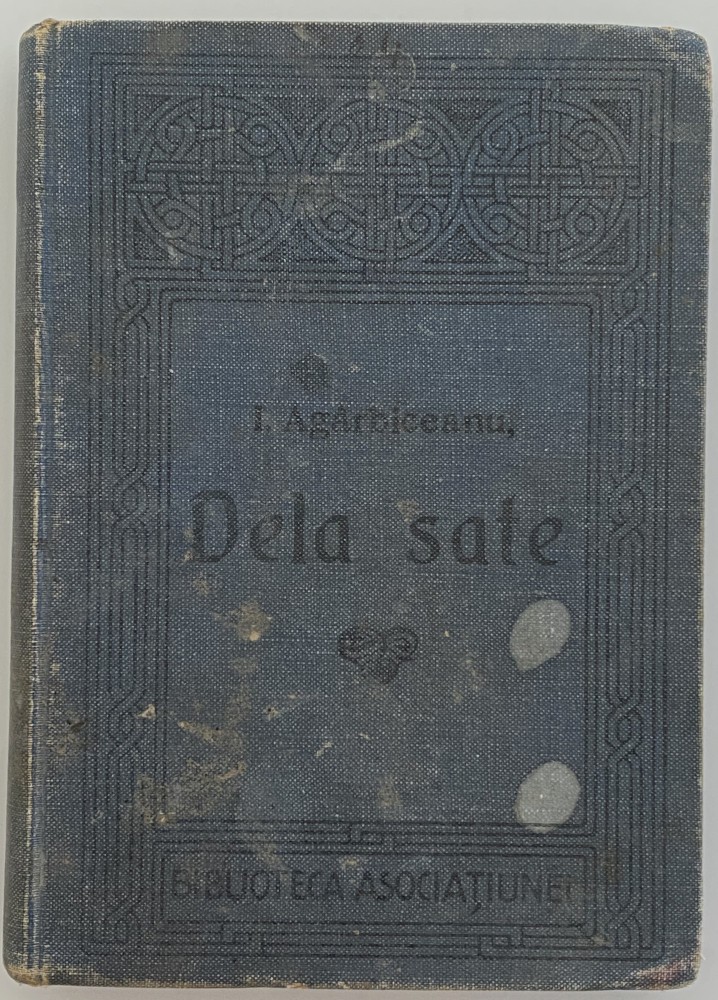 I. Agârbiceanu,
Dela sate
BIBLIOTECA ASOCIAȚIUNEI